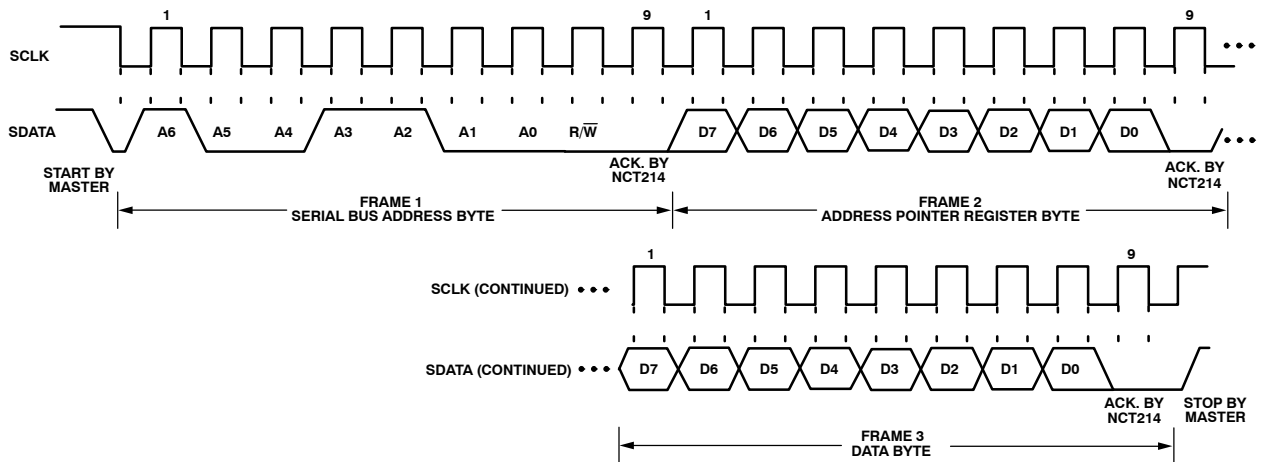 1 9 1 9
SCLK
SDATA A6 A5 A4 A3 A2 A1 A0 R/W̅ D7 D6 D5 D4 D3 D2 D1 D0
START BY
MASTER
ACK. BY
NCT214
ACK. BY
NCT214
FRAME 1
SERIAL BUS ADDRESS BYTE
FRAME 2
ADDRESS POINTER REGISTER BYTE
1 9
SCLK (CONTINUED)
SDATA (CONTINUED) D7 D6 D5 D4 D3 D2 D1 D0
ACK. BY
NCT214
STOP BY
MASTER
FRAME 3
DATA BYTE